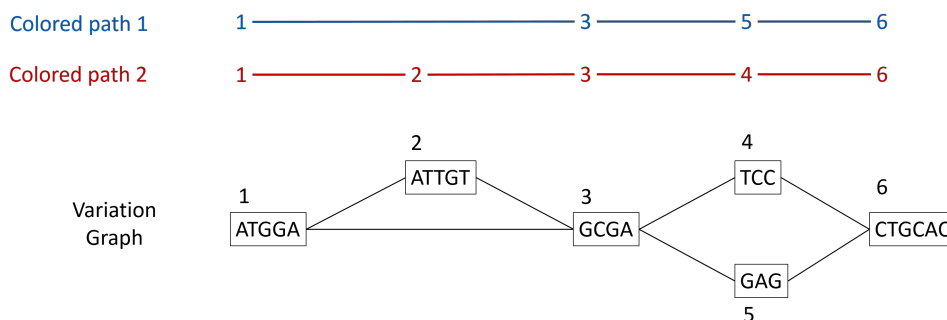 Colored path 1 1 3 5 6
Colored path 2 1 2 3 4 6
2 4
ATTGT TCC
1 3 6
Variation
Graph
ATGGA GCGA CTGCAC
GAG
5